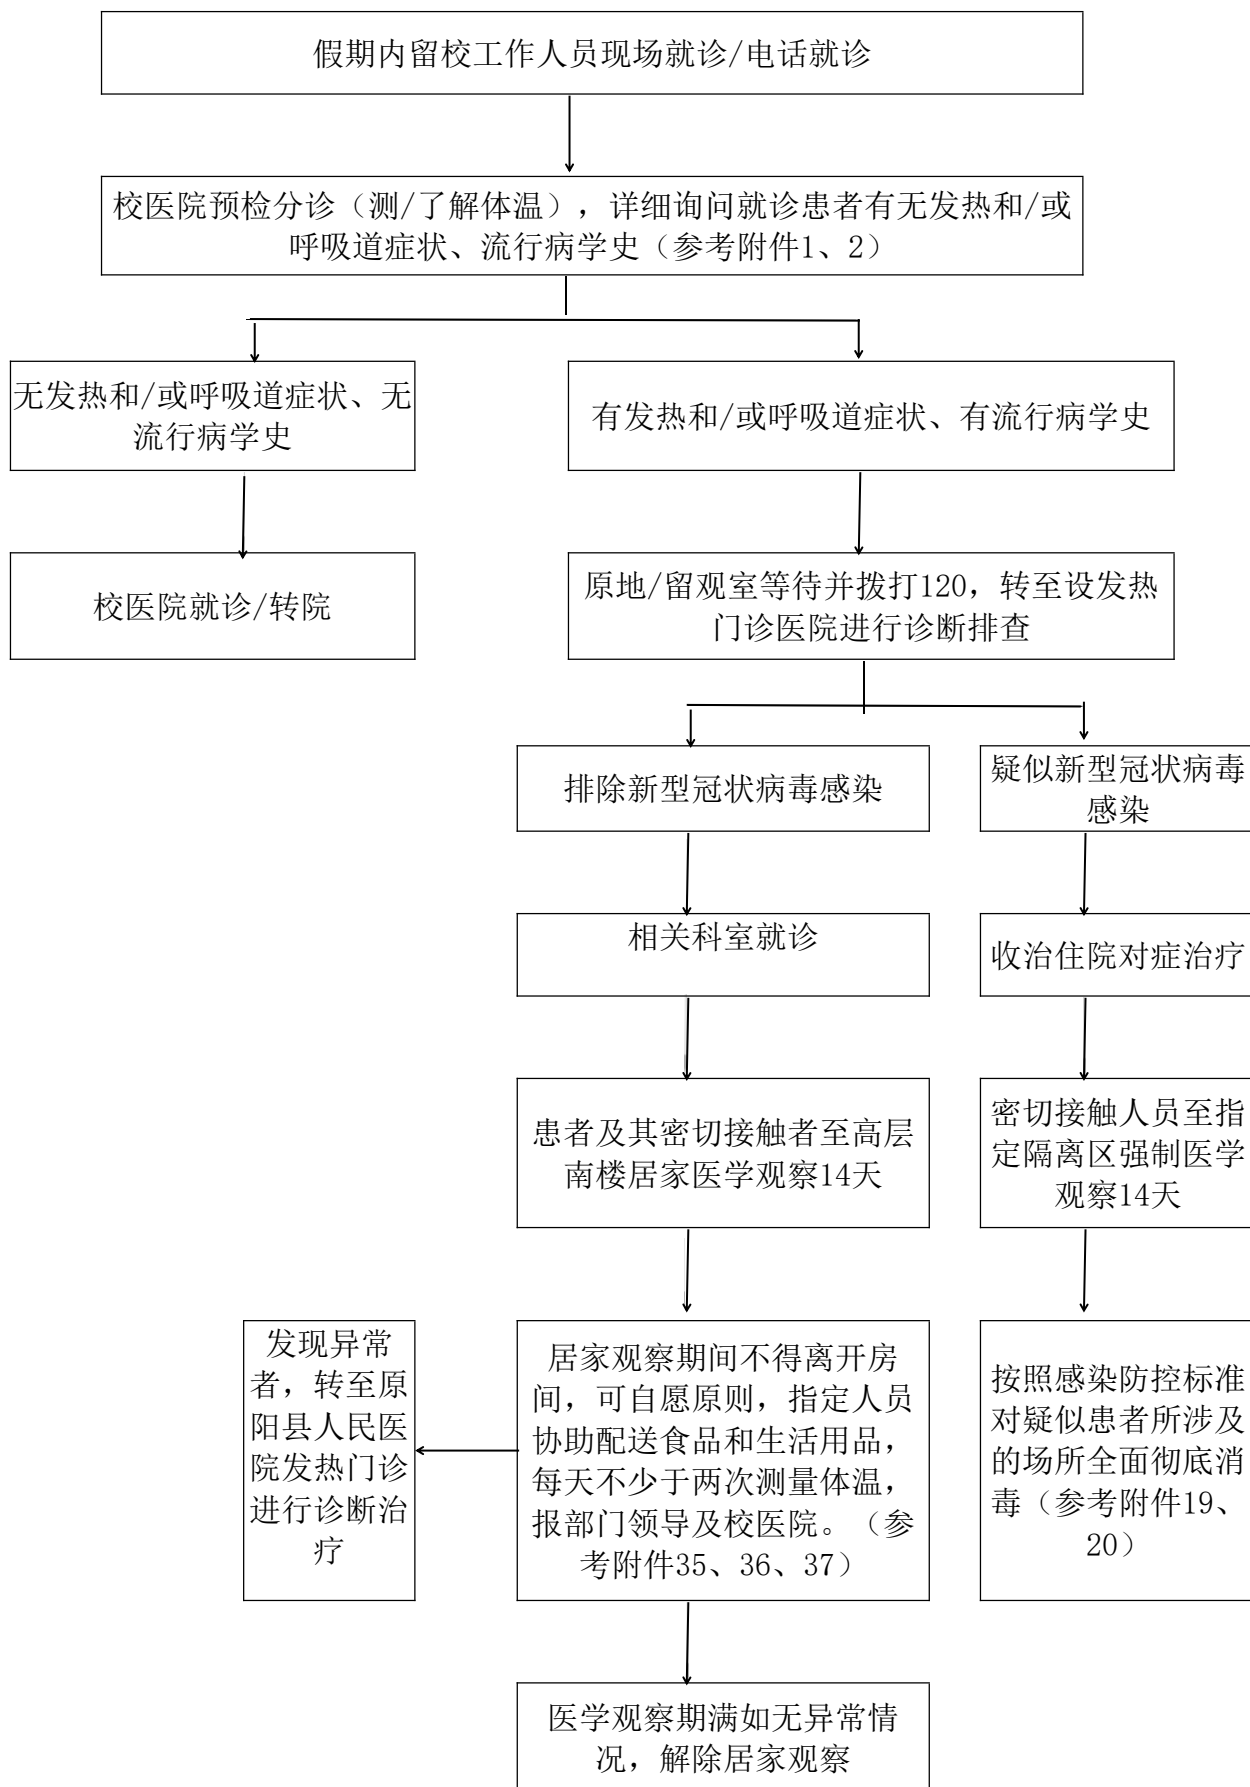 假期内留校工作人员现场就诊/电话就诊
校医院预检分诊（测/了解体温），详细询问就诊患者有无发热和/或
呼吸道症状、流行病学史（参考附件1、2）
无发热和/或呼吸道症状、无
流行病学史
有发热和/或呼吸道症状、有流行病学史
校医院就诊/转院
原地/留观室等待并拨打120，转至设发热
门诊医院进行诊断排查
排除新型冠状病毒感染
疑似新型冠状病毒
感染
相关科室就诊
收治住院对症治疗
患者及其密切接触者至高层
南楼居家医学观察14天
密切接触人员至指
定隔离区强制医学
观察14天
发现异常
者，转至原
阳县人民医
院发热门诊
进行诊断治
疗
居家观察期间不得离开房
间，可自愿原则，指定人员
协助配送食品和生活用品，
每天不少于两次测量体温，
报部门领导及校医院。（参
考附件35、36、37）
按照感染防控标准
对疑似患者所涉及
的场所全面彻底消
毒（参考附件19、
20）
医学观察期满如无异常情
况，解除居家观察